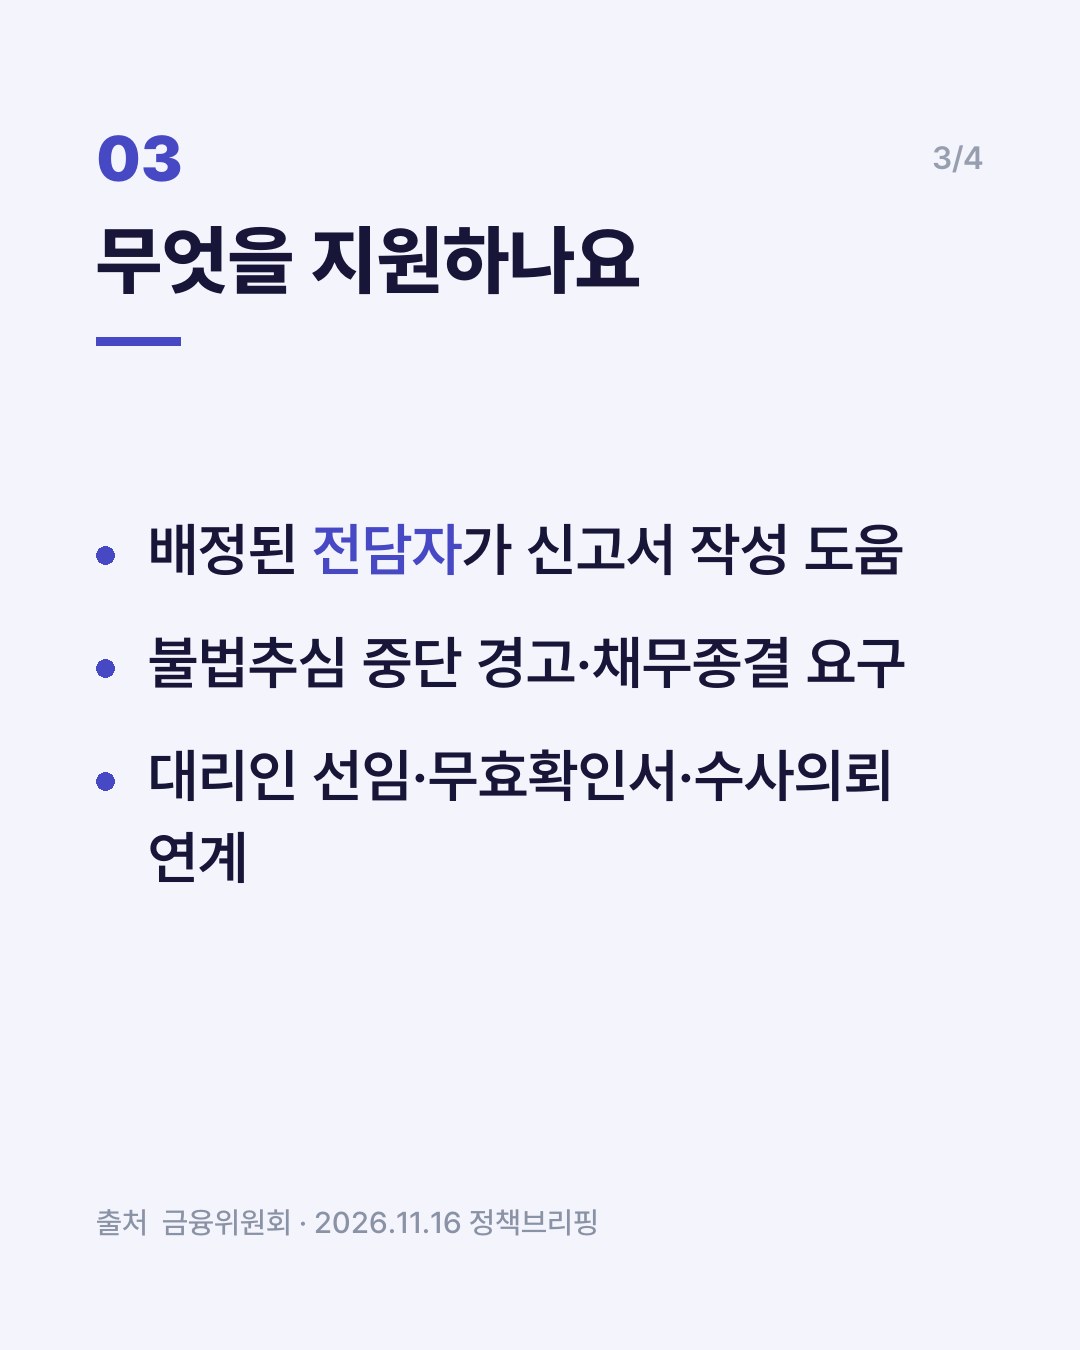 03
3/4
무엇을 지원하나요
배정된 전담자가 신고서 작성 도움
불법추심 중단 경고·채무종결 요구
대리인 선임·무효확인서·수사의뢰
연계
출처 금융위원회 · 2026.11.16 정책브리핑